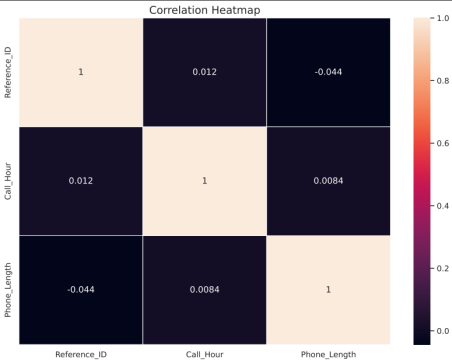 Correlation Heatmap
Reference_ID
1
0.012
-0.044
Call_Hour
0.012
1
0.0084
Phone_Length
-0.044
0.0084
1
Reference_ID
Call_Hour
Phone_Length
1.0
0.8
0.6
0.4
0.2
0.0